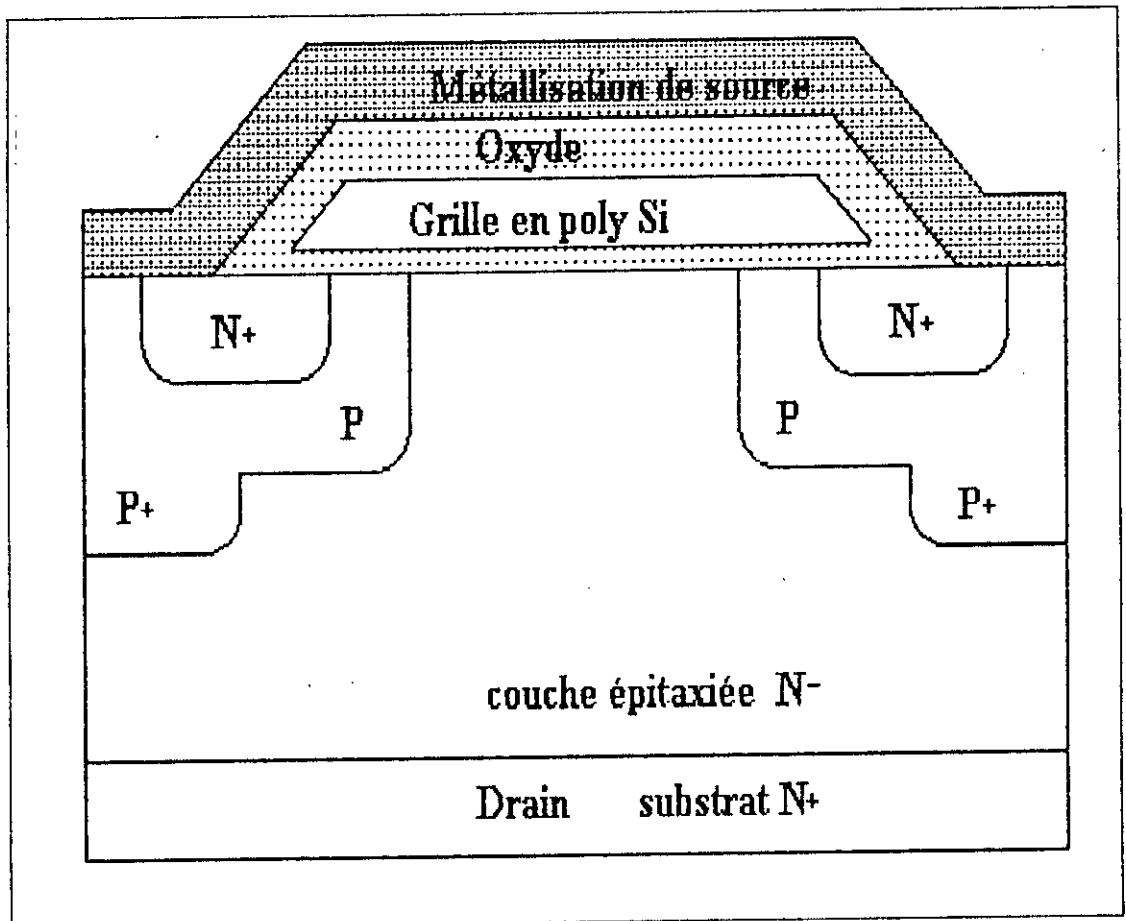 Métallisation de source
Oxyde
Grille en poly Si
N+ N+
P P
P+ P+
couche épitaxiée N-
Drain substrat N+